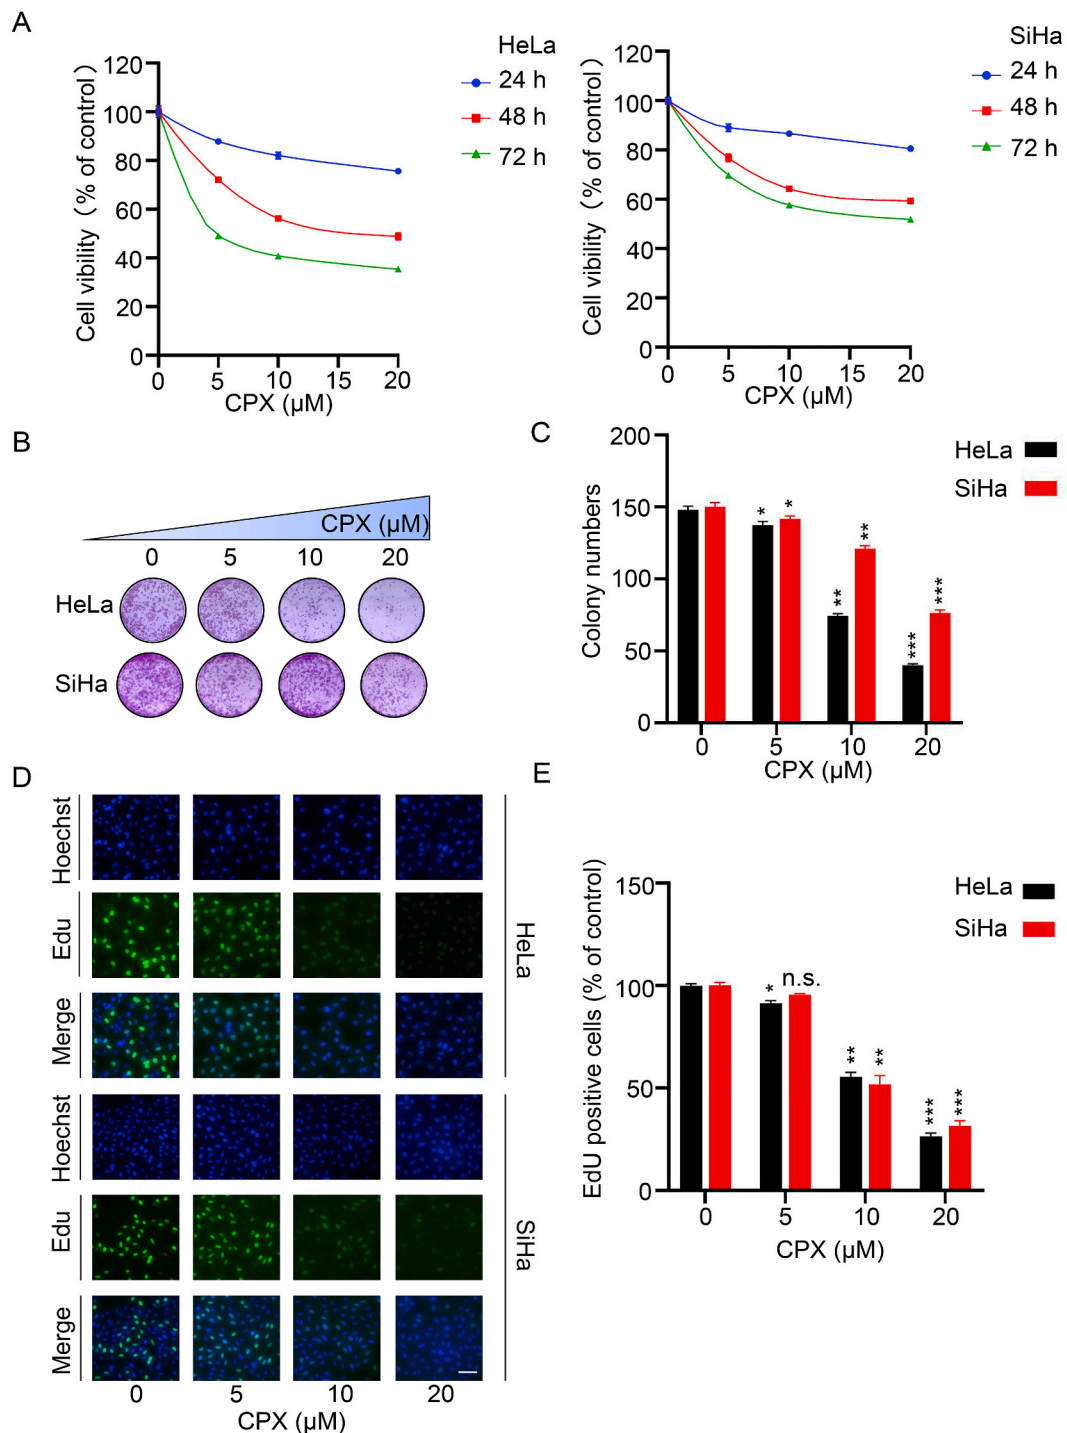 A
HeLa
24 h
48 h
72 h
Cell vibility (% of control)
120
100
80
60
40
20
0
0 5 10 15 20
CPX (µM)
SiHa
24 h
48 h
72 h
Cell vibility (% of control)
120
100
80
60
40
20
0
0 5 10 15 20
CPX (µM)
B
CPX (µM)
0 5 10 20
HeLa
SiHa
C
HeLa
SiHa
Colony numbers
200
150
100
50
0
* *
** **
*** ***
0 5 10 20
CPX (µM)
D
Hoechst
Edu
Merge
HeLa
Hoechst
Edu
Merge
SiHa
0 5 10 20
CPX (µM)
E
HeLa
SiHa
EdU positive cells (% of control)
150
100
50
0
* n.s.
** **
*** ***
0 5 10 20
CPX (µM)